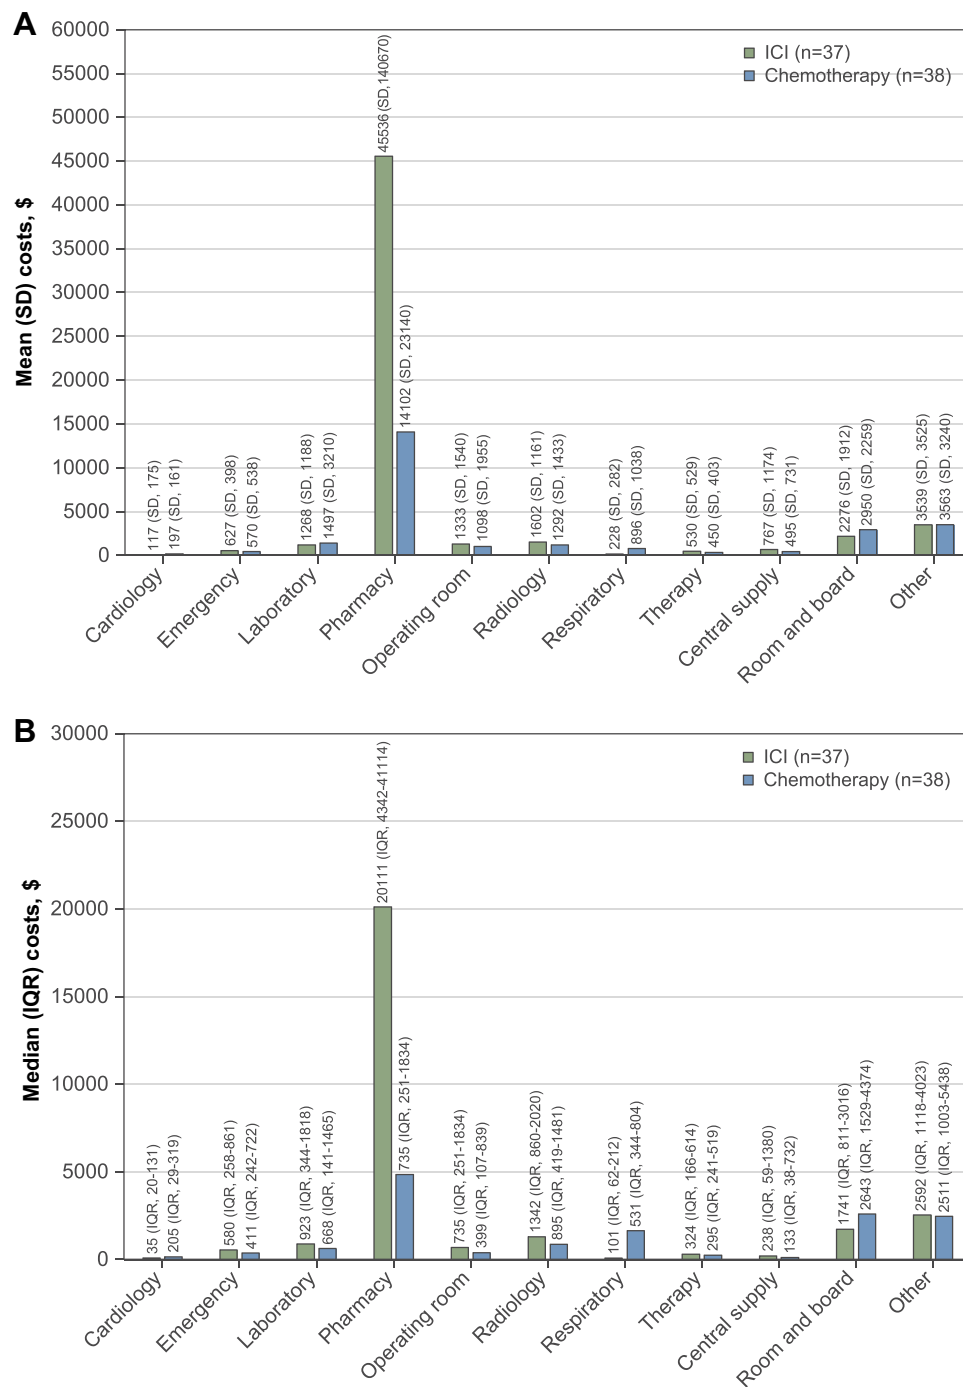 A
60000
55000
50000
45000
40000
35000
30000
25000
20000
15000
10000
5000
0
Mean (SD) costs, $
ICI (n=37)
Chemotherapy (n=38)
117 (SD, 175)
197 (SD, 161)
627 (SD, 398)
570 (SD, 538)
1268 (SD, 1188)
1497 (SD, 3210)
45536 (SD,140670)
14102 (SD, 23140)
1333 (SD, 1540)
1098 (SD, 1955)
1602 (SD, 1161)
1292 (SD, 1433)
228 (SD, 282)
896 (SD, 1038)
530 (SD, 529)
450 (SD, 403)
767 (SD, 1174)
495 (SD, 731)
2276 (SD, 1912)
2950 (SD, 2259)
3539 (SD, 3525)
3563 (SD, 3240)
Cardiology
Emergency
Laboratory
Pharmacy
Operating room
Radiology
Respiratory
Therapy
Central supply
Room and board
Other
B
30000
25000
20000
15000
10000
5000
0
Median (IQR) costs, $
ICI (n=37)
Chemotherapy (n=38)
35 (IQR, 20-131)
205 (IQR, 29-319)
580 (IQR, 258-861)
411 (IQR, 242-722)
923 (IQR, 344-1818)
668 (IQR, 141-1465)
20111 (IQR, 4342-41114)
735 (IQR, 251-1834)
735 (IQR, 251-1834)
399 (IQR, 107-839)
1342 (IQR, 860-2020)
895 (IQR, 419-1481)
101 (IQR, 62-212)
531 (IQR, 344-804)
324 (IQR, 166-614)
295 (IQR, 241-519)
238 (IQR, 59-1380)
133 (IQR, 38-732)
1741 (IQR, 811-3016)
2643 (IQR, 1529-4374)
2592 (IQR, 1118-4023)
2511 (IQR, 1003-5438)
Cardiology
Emergency
Laboratory
Pharmacy
Operating room
Radiology
Respiratory
Therapy
Central supply
Room and board
Other